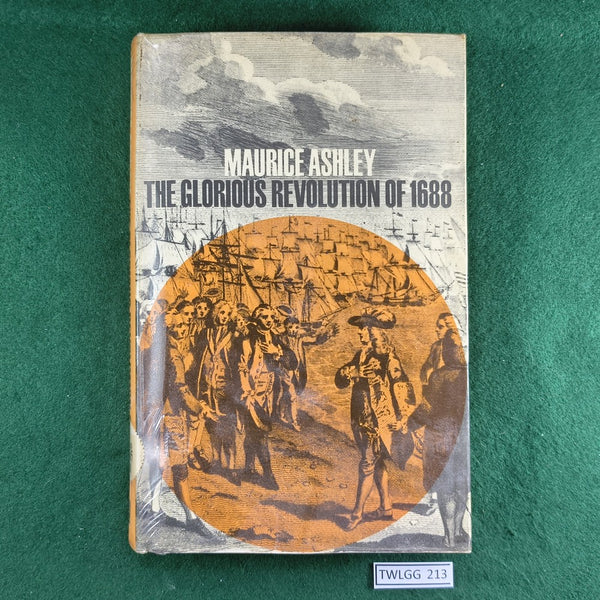 MAURICE ASHLEY
THE GLORIOUS REVOLUTION OF 1688
TWLGG 213